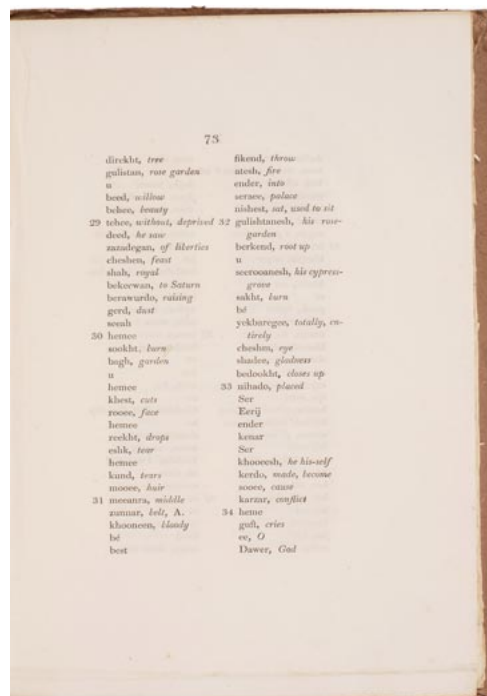 73
direkht, tree
gulistan, rose garden
u
beed, willow
behee, beauty
29 tehee, without, deprived
deed, he saw
zazadegan, of liberties
cheshen, feast
shah, royal
bekeewan, to Saturn
berawurdo, raising
gerd, dust
seeah
30 hemee
sookht, burn
bagh, garden
u
hemee
khest, cuts
rooee, face
hemee
reekht, drops
eshk, tear
hemee
kund, tears
mooee, hair
31 meeanra, middle
zunnar, belt, A.
khooneen, bloody
bé
best
fikend, throw
atesh, fire
ender, into
seraee, palace
nishest, sat, used to sit
32 gulishtanesh, his rose-
garden
berkend, root up
u
seerooanesh, his cypress-
grove
sakht, burn
bé
yekbaregee, totally, en-
tirely
cheshm, eye
shadee, gladness
bedookht, closes up
33 nihado, placed
Ser
Eerij
ender
kenar
Ser
khooeesh, he his-self
kerdo, made, become
sooee, cause
karzar, conflict
34 heme
guft, cries
ee, O
Dawer, God